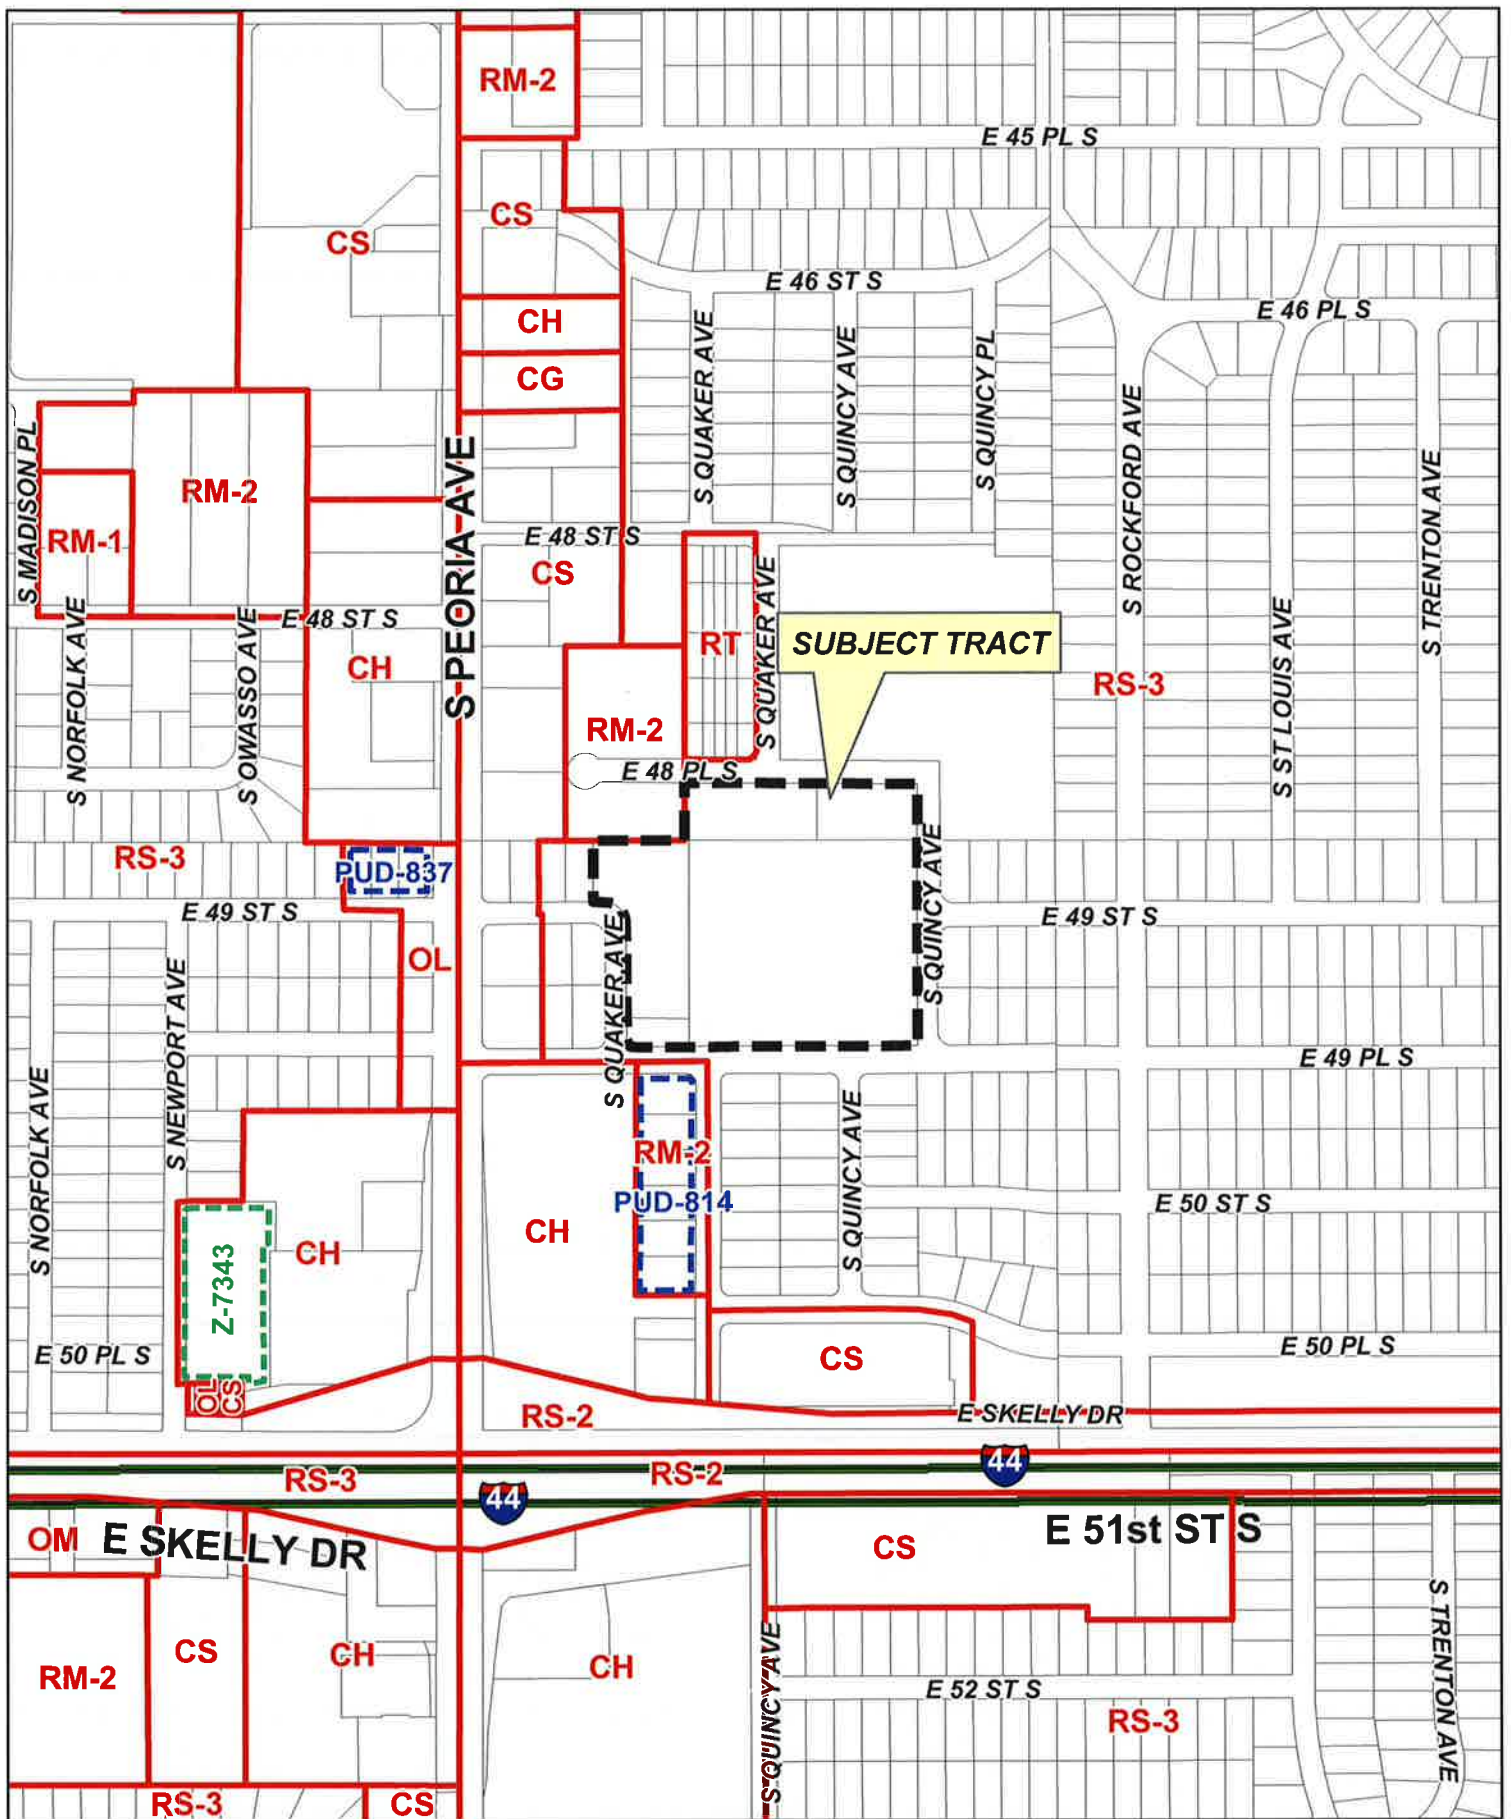 RM-2
E 45 PL S
CS
CS
E 46 ST S
E 46 PL S
CH
CG
S QUAKER AVE
S QUINCY AVE
S QUINCY PL
S ROCKFORD AVE
S MADISON PL
S PEORIA AVE
S TRENTON AVE
RM-2
RM-1
E 48 ST S
CS
S NORFOLK AVE
S OWASSO AVE
E 48 ST S
CH
RT
S QUAKER AVE
SUBJECT TRACT
RS-3
S ST LOUIS AVE
RM-2
E 48 PL S
RS-3
PUD-837
E 49 ST S
OL
S QUAKER AVE
S QUINCY AVE
E 49 ST S
S NEWPORT AVE
E 49 PL S
S NORFOLK AVE
RM-2
PUD-814
S QUINCY AVE
E 50 ST S
CH
CH
Z-7343
E 50 PL S
CS
E 50 PL S
OL
CS
RS-2
E SKELLY DR
RS-3
RS-2
44
44
OM
E SKELLY DR
CS
E 51st ST S
RM-2
CS
CH
CH
S QUINCY AVE
E 52 ST S
RS-3
S TRENTON AVE
RS-3
CS